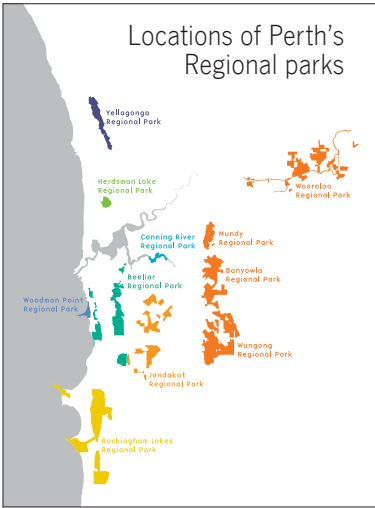 Locations of Perth's
Regional parks
Yellagonga
Regional Park
Herdsman Lake
Regional Park
Wooroloo
Regional Park
Canning River
Regional Park
Mundy
Regional Park
Banyowla
Regional Park
Beeliar
Regional Park
Woodman Point
Regional Park
Wungong
Regional Park
Jandakot
Regional Park
Rockingham Lakes
Regional Park